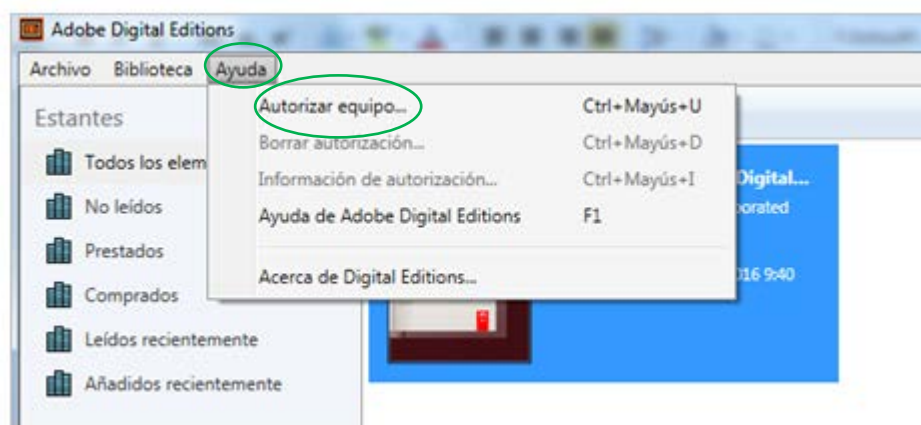 Adobe Digital Editions
Archivo Biblioteca Ayuda
Autorizar equipo... Ctrl+Mayús+U
Borrar autorización... Ctrl+Mayús+D
Información de autorización... Ctrl+Mayús+I
Ayuda de Adobe Digital Editions F1
Acerca de Digital Editions...
Estantes
Todos los elem
No leídos
Prestados
Comprados
Leídos recientemente
Añadidos recientemente
Digital...
orated
016 9:40